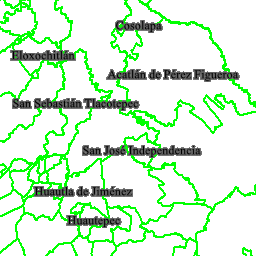 Cosolapa
Eloxochitlán
Acatlán de Pérez Figueroa
San Sebastián Tlacotepec
San José Independencia
Huautla de Jiménez
Huautepec